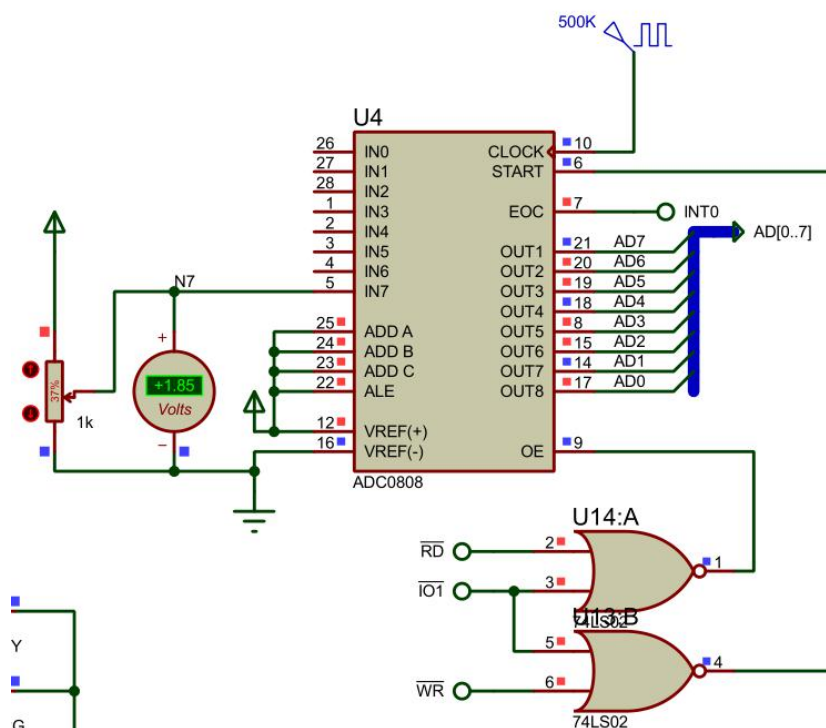 500K
U4
26 IN0 CLOCK 10
27 IN1 START 6
28 IN2
1 IN3 EOC 7 INT0
2 IN4 AD[0..7]
3 IN5 OUT1 21 AD7
4 IN6 OUT2 20 AD6
5 IN7 OUT3 19 AD5
N7
OUT4 18 AD4
25 ADD A OUT5 8 AD3
24 ADD B OUT6 15 AD2
23 ADD C OUT7 14 AD1
22 ALE OUT8 17 AD0
12 VREF(+)
16 VREF(-) OE 9
ADC0808
37%
1k
+
+1.85
Volts
−
U14:A
RD 2
1
IO1 3
74LS02
U13:B
5
4
WR 6
74LS02
Y
G